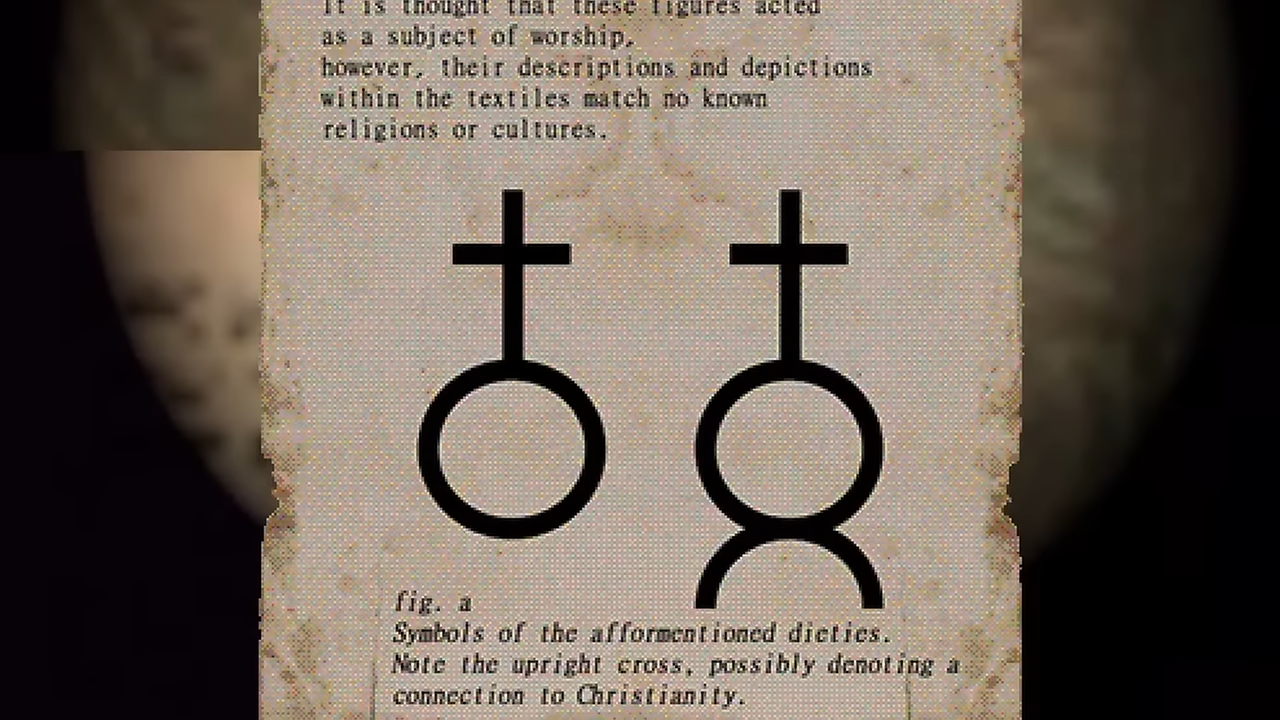 It is thought that these figures acted
as a subject of worship,
however, their descriptions and depictions
within the textiles match no known
religions or cultures.
fig. a
Symbols of the afformentioned dieties.
Note the upright cross, possibly denoting a
connection to Christianity.